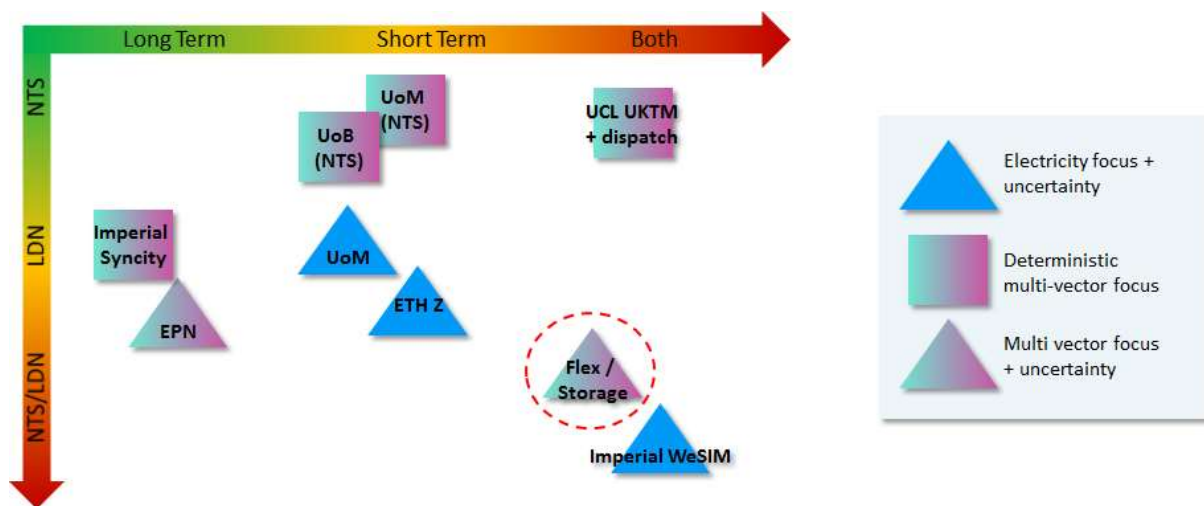 Long Term
Short Term
Both
NTS
LDN
NTS/LDN
UoM
(NTS)
UoB
(NTS)
UCL UKTM
+ dispatch
Imperial
Syncity
UoM
EPN
ETH Z
Flex /
Storage
Imperial WeSIM
Electricity focus +
uncertainty
Deterministic
multi-vector focus
Multi vector focus
+ uncertainty